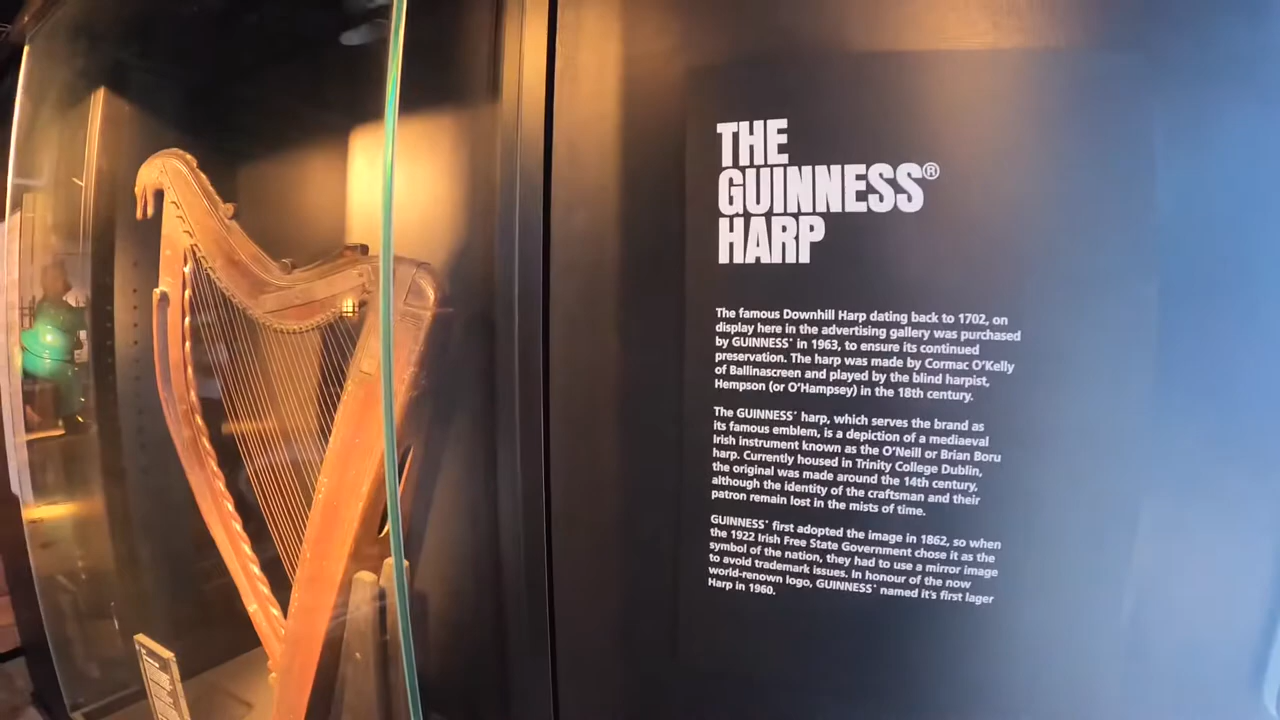 THE
GUINNESS®
HARP
The famous Downhill Harp dating back to 1702, on
display here in the advertising gallery was purchased
by GUINNESS® in 1963, to ensure its continued
preservation. The harp was made by Cormac O'Kelly
of Ballinascreen and played by the blind harpist,
Hempson (or O'Hampsey) in the 18th century.
The GUINNESS® harp, which serves the brand as
its famous emblem, is a depiction of a mediaeval
Irish instrument known as the O'Neill or Brian Boru
harp. Currently housed in Trinity College Dublin,
the original was made around the 14th century,
although the identity of the craftsman and their
patron remain lost in the mists of time.
GUINNESS® first adopted the image in 1862, so when
the 1922 Irish Free State Government chose it as the
symbol of the nation, they had to use a mirror image
to avoid trademark issues. In honour of the now
world-renown logo, GUINNESS® named it's first lager
Harp in 1960.